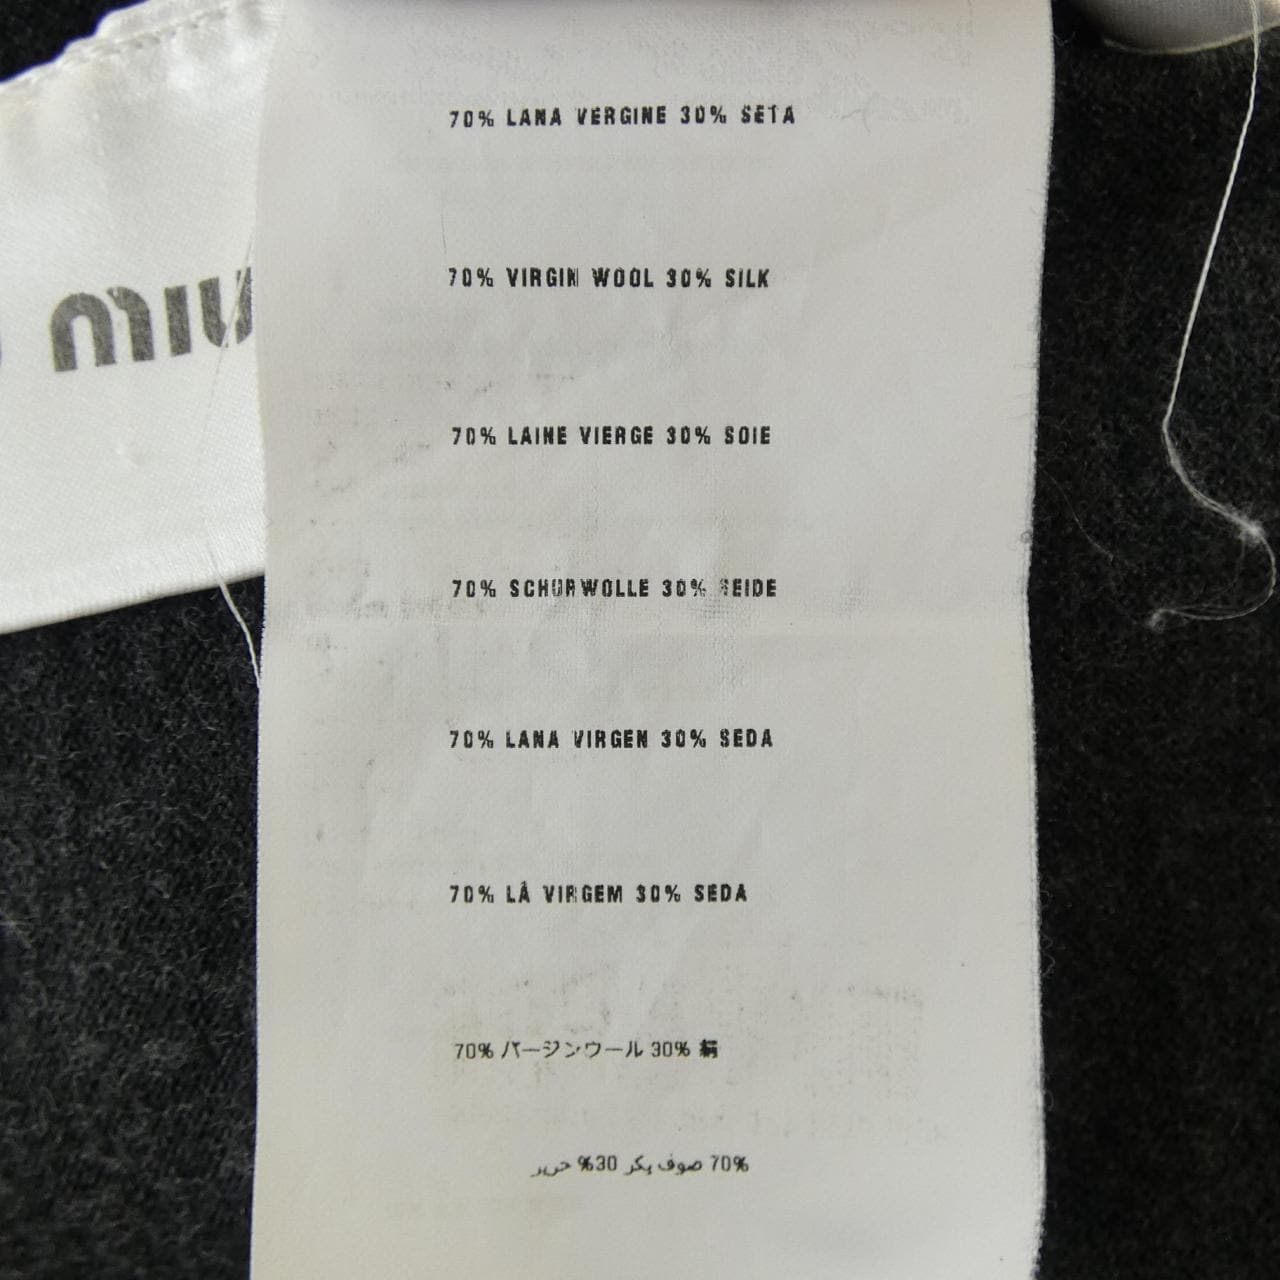 miu
70% LANA VERGINE 30% SETA
70% VIRGIN WOOL 30% SILK
70% LAINE VIERGE 30% SOIE
70% SCHURWOLLE 30% SEIDE
70% LANA VIRGEN 30% SEDA
70% LÃ VIRGEM 30% SEDA
70% バージンウール 30% 絹
70% صوف بكر 30% حرير